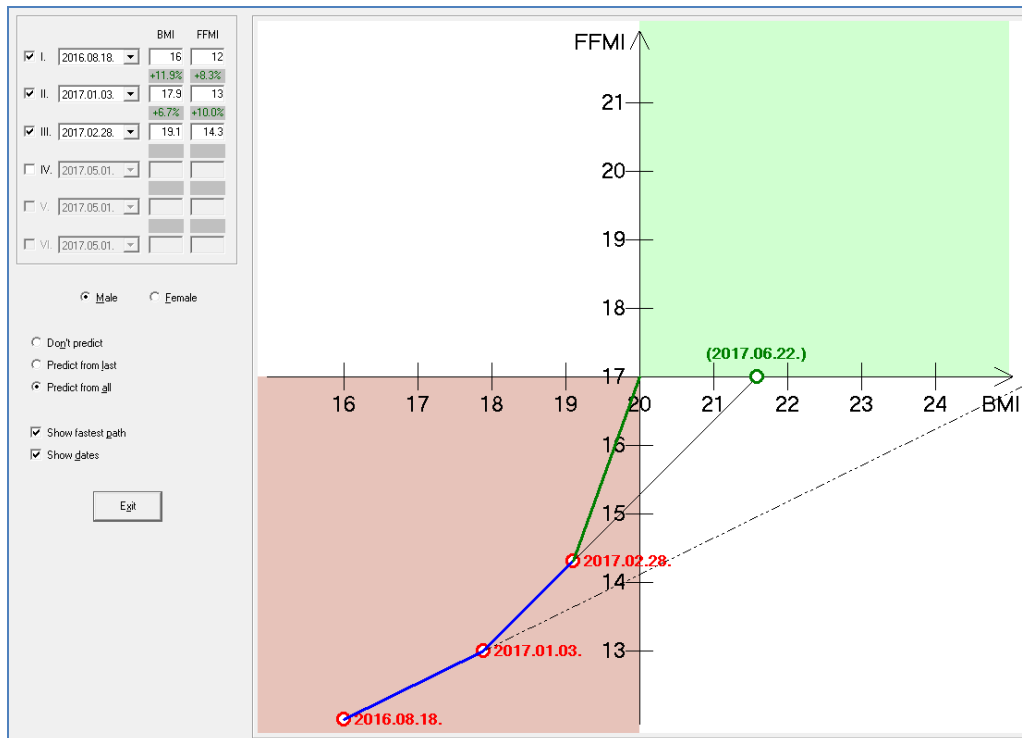 BMI FFMI
I. 2016.08.18. 16 12
+11.9% +8.3%
II. 2017.01.03. 17.9 13
+6.7% +10.0%
III. 2017.02.28. 19.1 14.3
IV. 2017.05.01.
V. 2017.05.01.
VI. 2017.05.01.
Male Female
Don't predict
Predict from last
Predict from all
Show fastest path
Show dates
Exit
FFMI
21
20
19
18
(2017.06.22.)
17
16 17 18 19 20 21 22 23 24 BMI
16
15
2017.02.28.
14
13
2017.01.03.
2016.08.18.